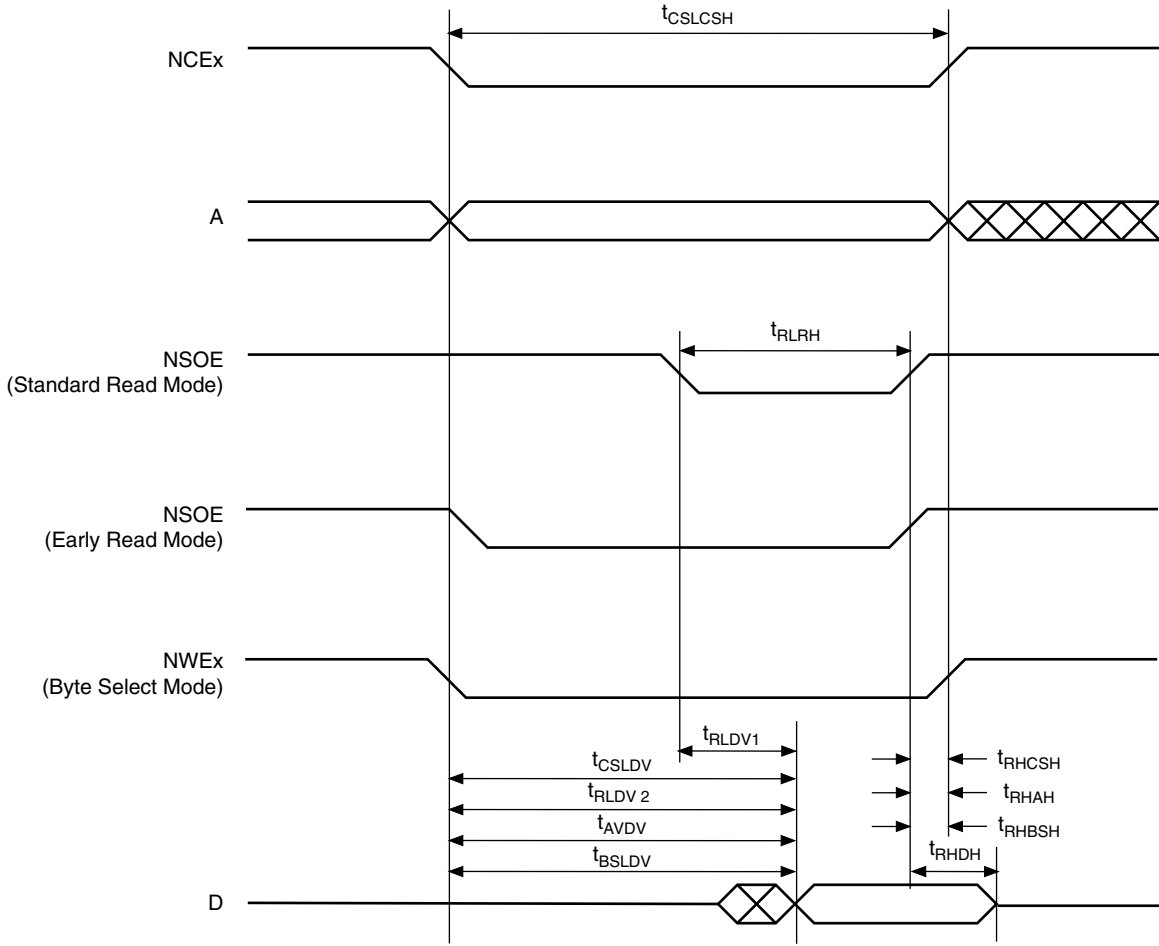 tCSLCSH
NCEx
A
tRLRH
NSOE
(Standard Read Mode)
NSOE
(Early Read Mode)
NWEx
(Byte Select Mode)
tRLDV1
tCSLDV
tRHCSH
tRLDV 2
tRHAH
tAVDV
tRHBSH
tBSLDV
tRHDH
D